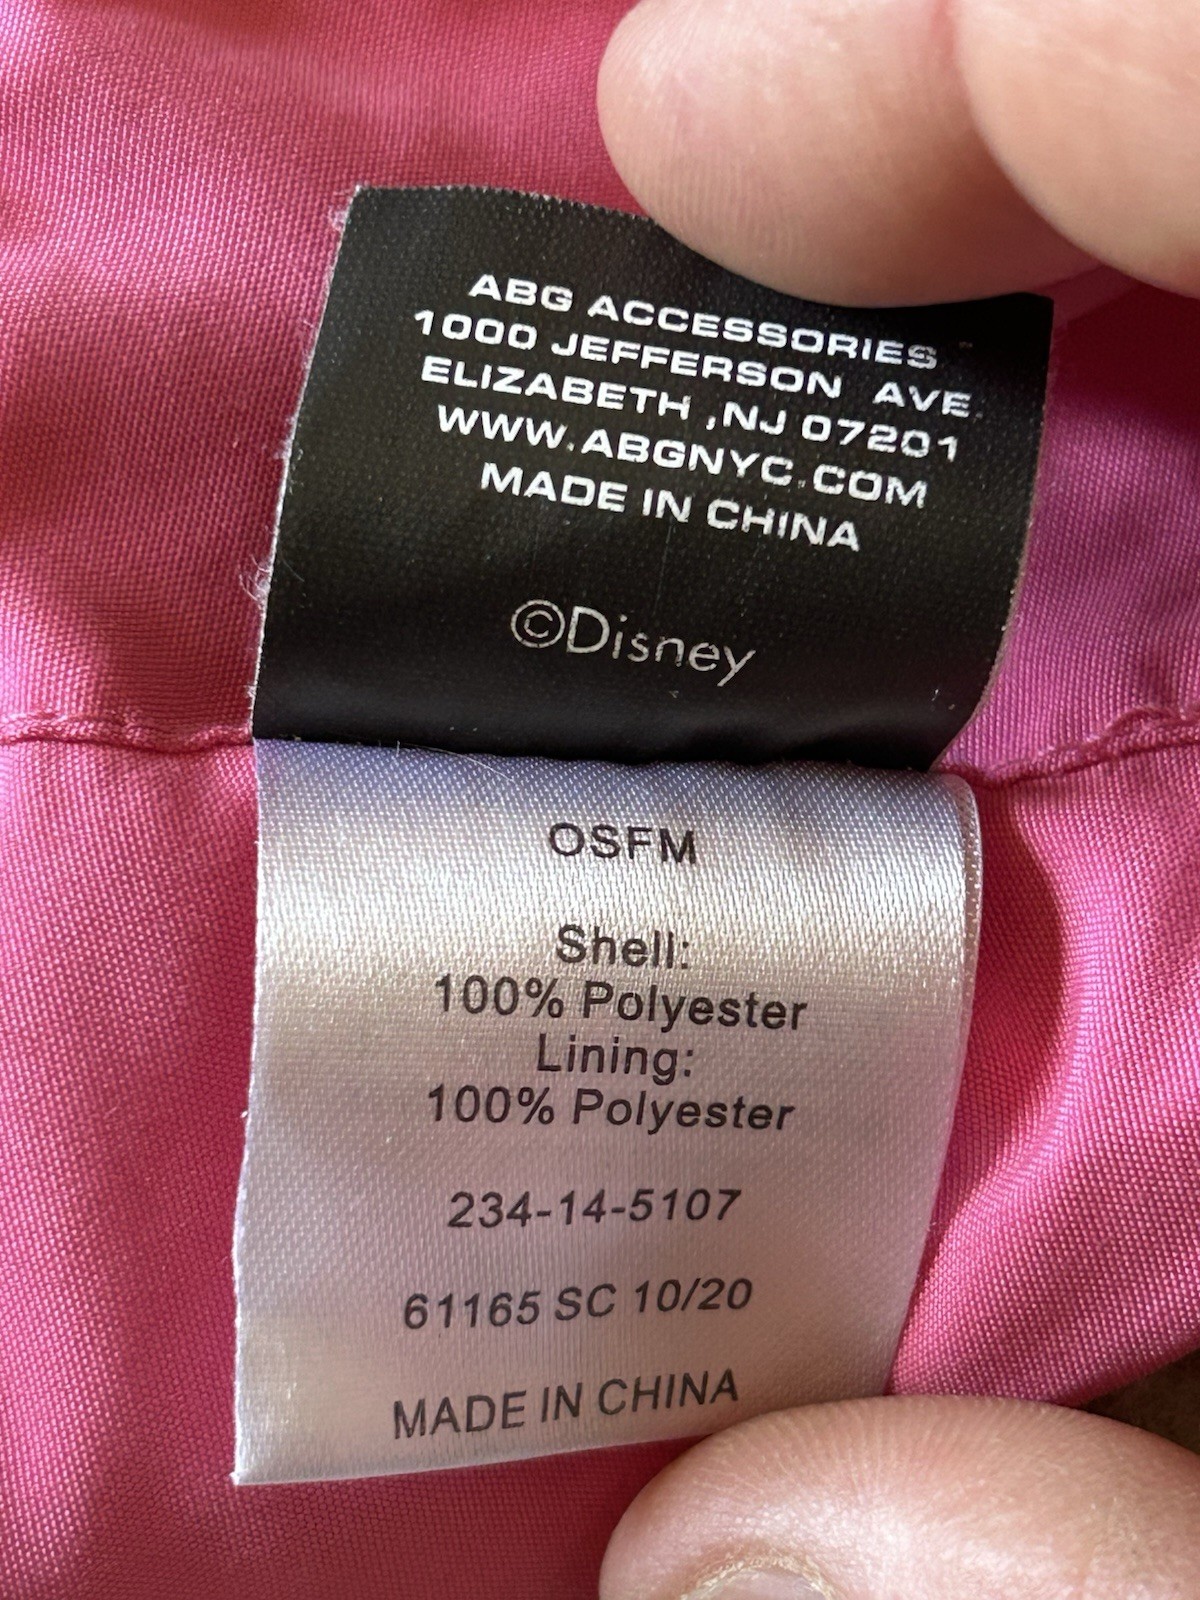 ABG ACCESSORIES
1000 JEFFERSON AVE.
ELIZABETH ,NJ 07201
WWW.ABGNYC.COM
MADE IN CHINA
©Disney
OSFM
Shell:
100% Polyester
Lining:
100% Polyester
234-14-5107
61165 SC 10/20
MADE IN CHINA